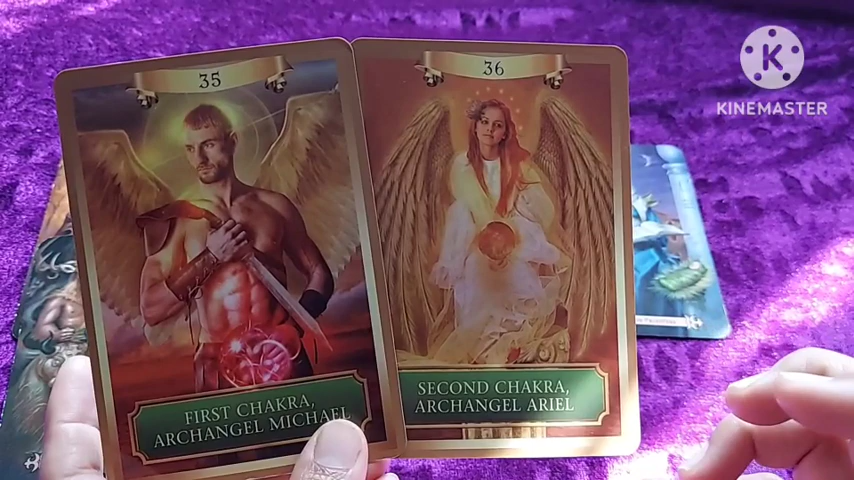 35
FIRST CHAKRA,
ARCHANGEL MICHAEL
36
SECOND CHAKRA,
ARCHANGEL ARIEL
K
KINEMASTER